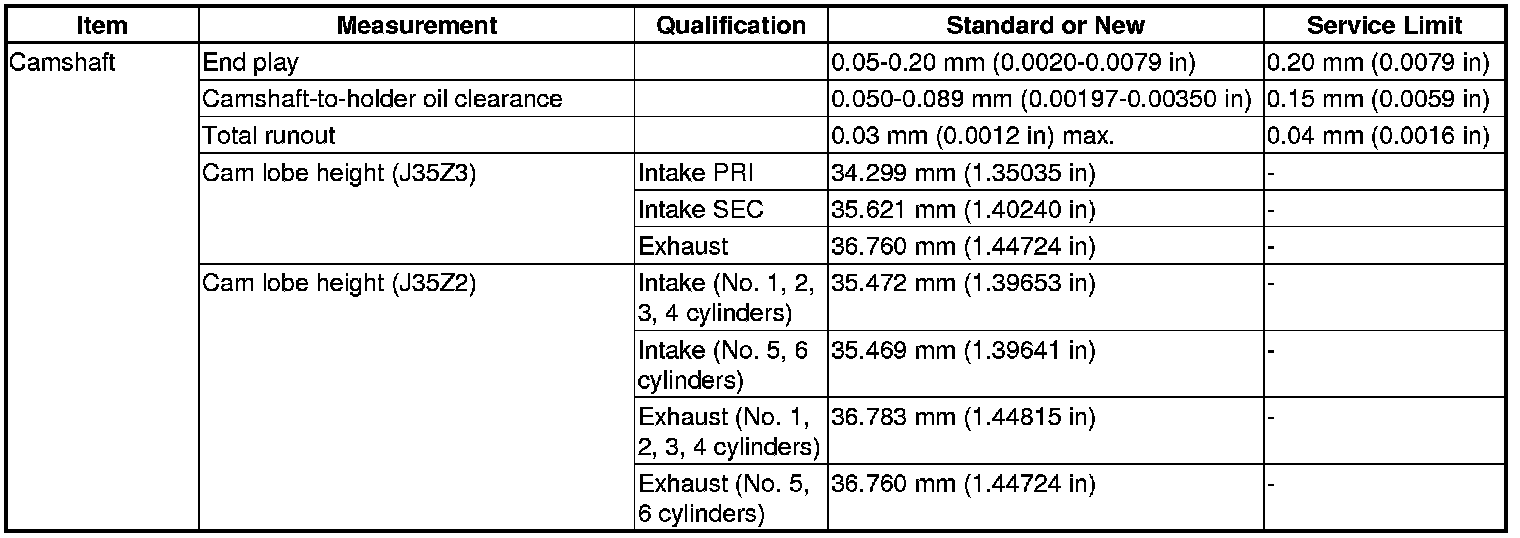 Item Measurement Qualification Standard or New Service Limit
Camshaft End play 0.05-0.20 mm (0.0020-0.0079 in) 0.20 mm (0.0079 in)
Camshaft-to-holder oil clearance 0.050-0.089 mm (0.00197-0.00350 in) 0.15 mm (0.0059 in)
Total runout 0.03 mm (0.0012 in) max. 0.04 mm (0.0016 in)
Cam lobe height (J35Z3) Intake PRI 34.299 mm (1.35035 in) -
Intake SEC 35.621 mm (1.40240 in) -
Exhaust 36.760 mm (1.44724 in) -
Cam lobe height (J35Z2) Intake (No. 1, 2, 35.472 mm (1.39653 in) -
3, 4 cylinders)
Intake (No. 5, 6 35.469 mm (1.39641 in) -
cylinders)
Exhaust (No. 1, 36.783 mm (1.44815 in) -
2, 3, 4 cylinders)
Exhaust (No. 5, 36.760 mm (1.44724 in) -
6 cylinders)